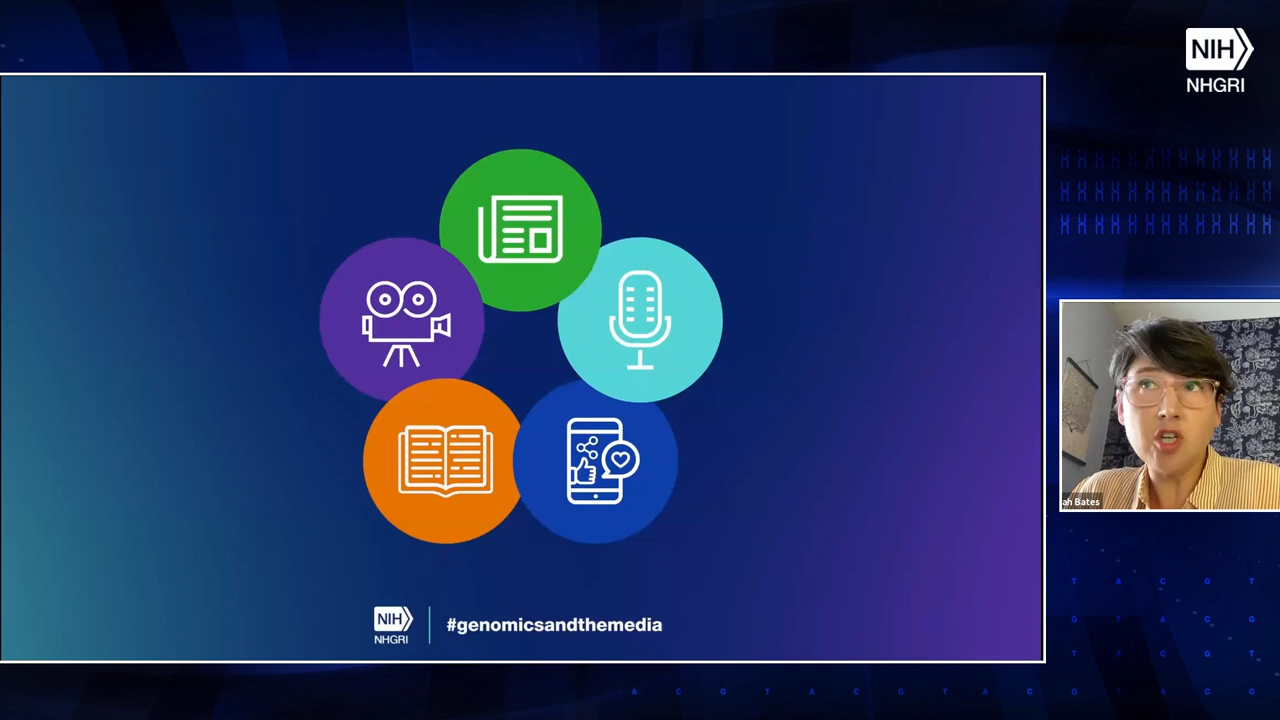 NIH
NHGRI
ah Bates
NIH
NHGRI
#genomicsandthemedia
T A C G T
G T A C G
T A C G T
A C G T A C G T A C G T A C G